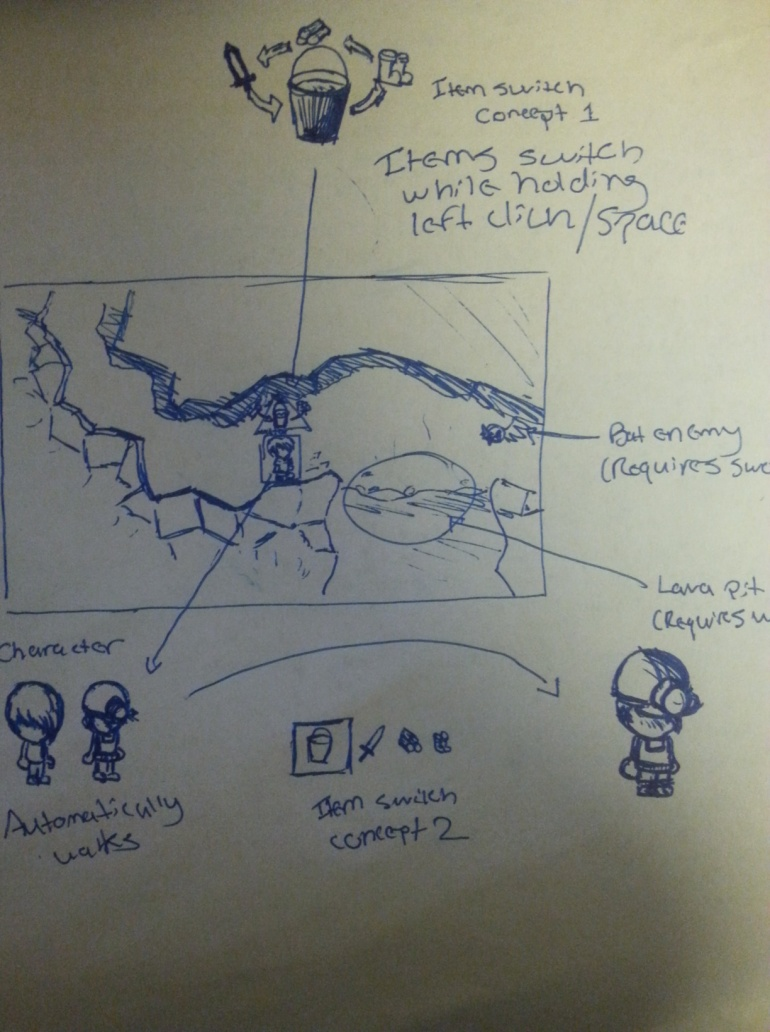 Item switch
concept 1
Items switch
while holding
left click/space
Bat enemy
(Requires swo
Lava pit
(Requires w
Character
Automatically
walks
Item switch
concept 2